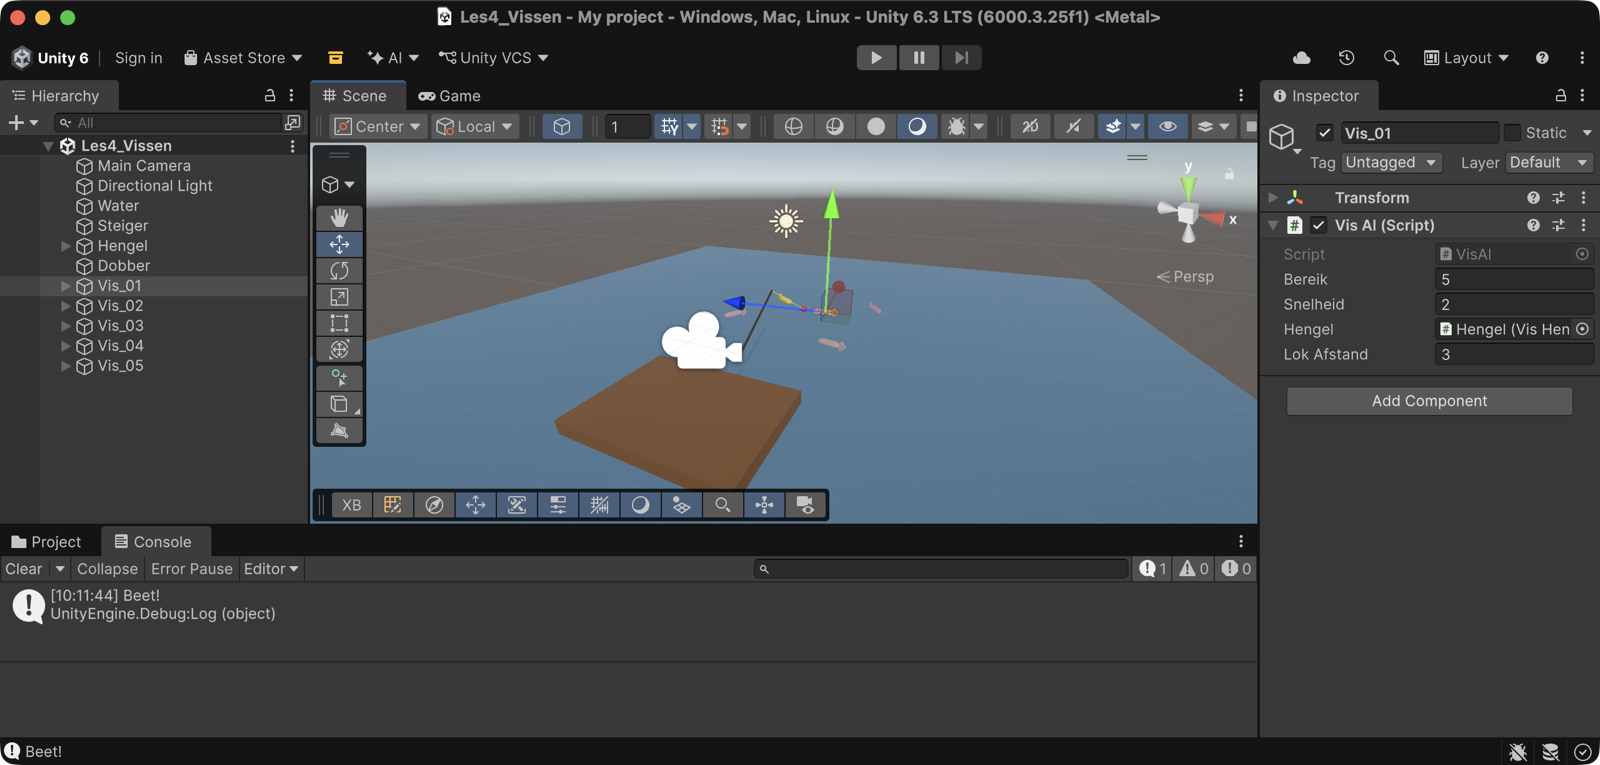 Les4_Vissen - My project - Windows, Mac, Linux - Unity 6.3 LTS (6000.3.25f1) <Metal>
Unity 6 Sign in Asset Store AI Unity VCS Layout
Hierarchy
All
Les4_Vissen
Main Camera
Directional Light
Water
Steiger
Hengel
Dobber
Vis_01
Vis_02
Vis_03
Vis_04
Vis_05
Scene Game
Center Local 1 2D
y
x
Persp
XB
Inspector
Vis_01 Static
Tag Untagged Layer Default
Transform
# Vis AI (Script)
Script VisAI
Bereik 5
Snelheid 2
Hengel Hengel (Vis Hen
Lok Afstand 3
Add Component
Project Console
Clear Collapse Error Pause Editor 1 0 0
[10:11:44] Beet!
UnityEngine.Debug:Log (object)
Beet!